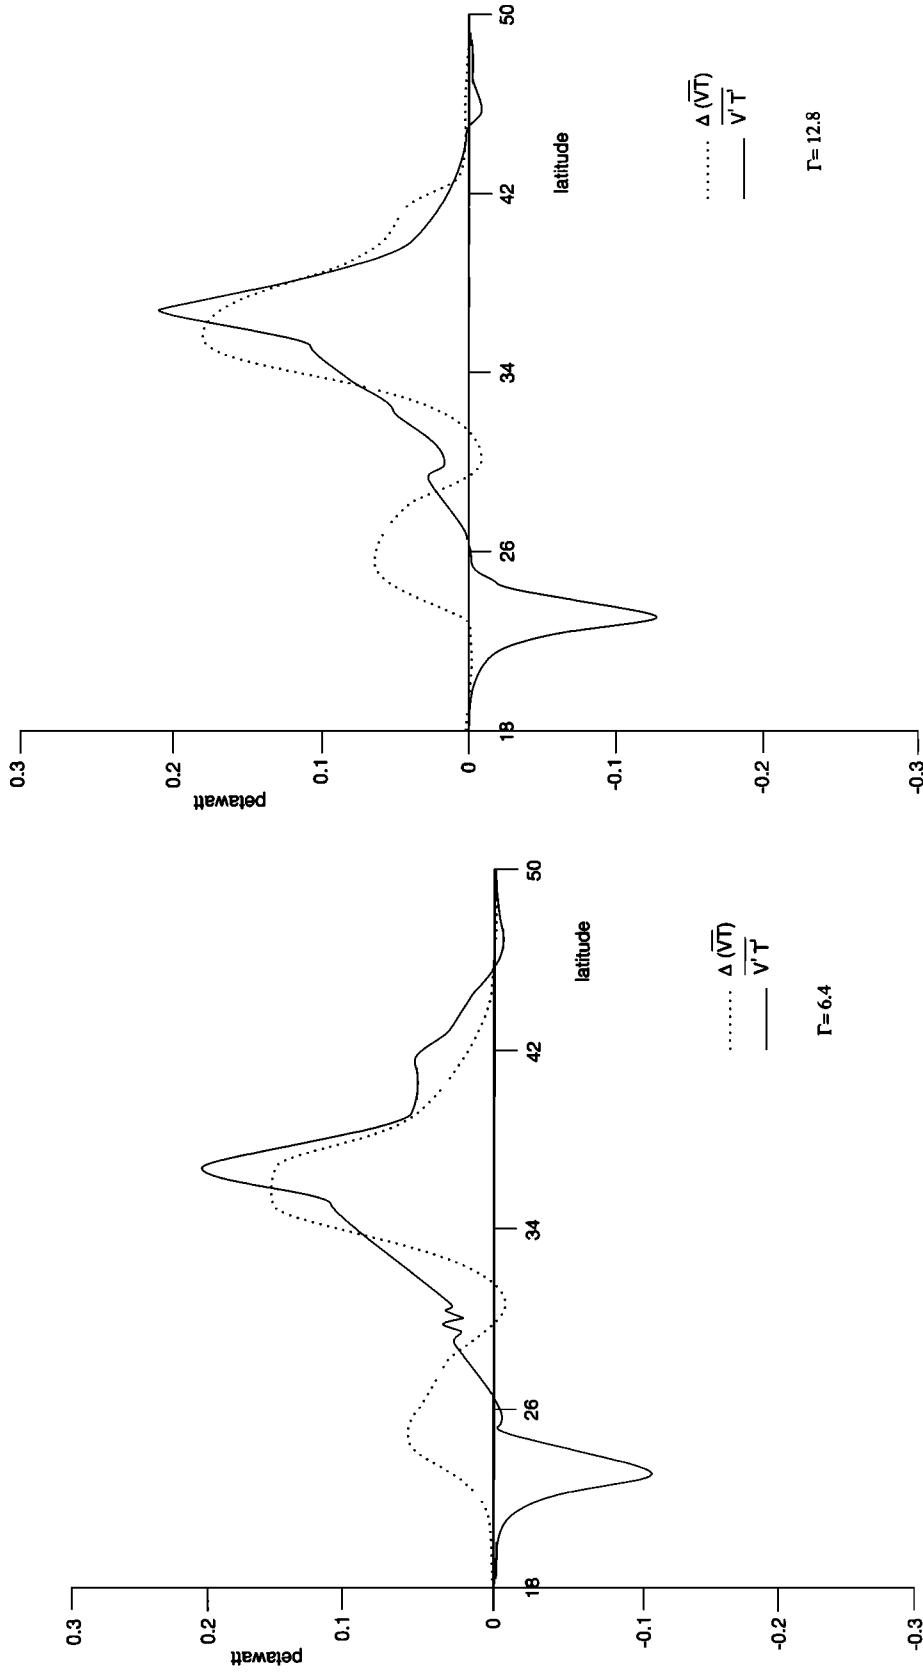 0.3
0.2
0.1
0
-0.1
-0.2
-0.3
petawatt
18
26
34
42
50
latitude
Δ (VT)
V' T'
Γ= 6.4
0.3
0.2
0.1
0
-0.1
-0.2
-0.3
petawatt
18
26
34
42
50
latitude
Δ (VT)
V' T'
Γ= 12.8